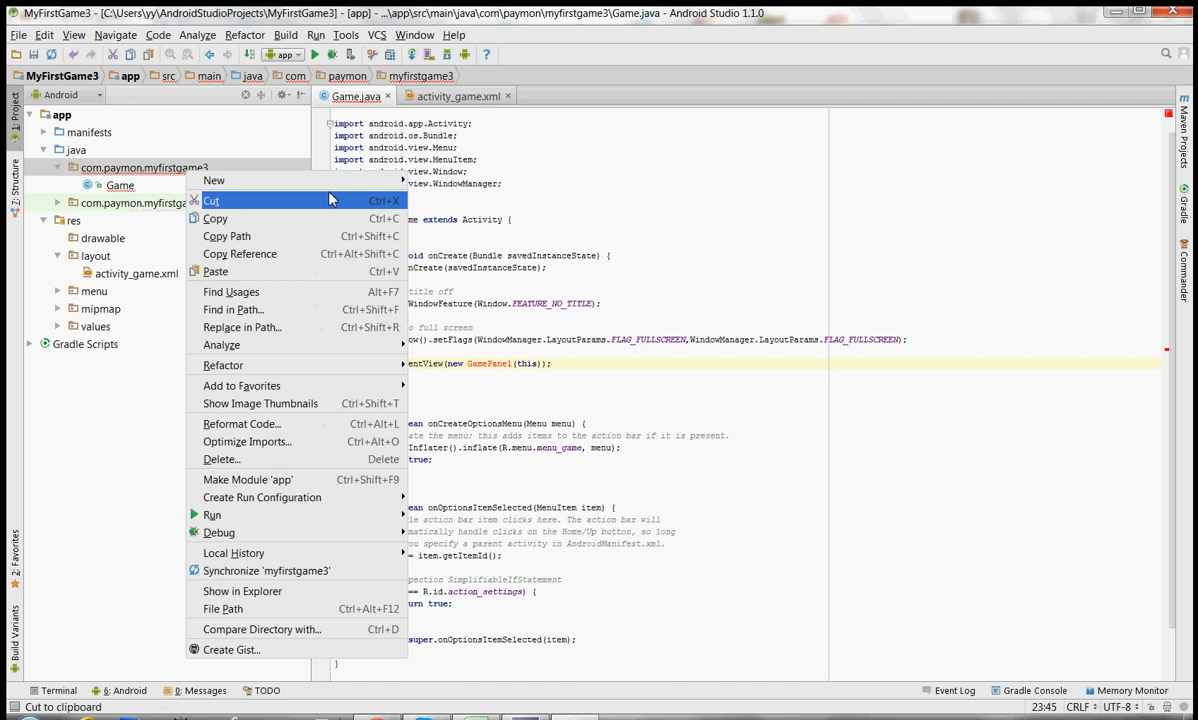 MyFirstGame3 - [C:\Users\yy\AndroidStudioProjects\MyFirstGame3] - [app] - ...\app\src\main\java\com\paymon\myfirstgame3\Game.java - Android Studio 1.1.0
File Edit View Navigate Code Analyze Refactor Build Run Tools VCS Window Help
app
MyFirstGame3 app src main java com paymon myfirstgame3
Android
Game.java
activity_game.xml
1: Project
7: Structure
2: Favorites
Build Variants
app
manifests
java
com.paymon.myfirstgame3
Game
com.paymon.myfirstga
res
drawable
layout
activity_game.xml
menu
mipmap
values
Gradle Scripts
New
Cut Ctrl+X
Copy Ctrl+C
Copy Path Ctrl+Shift+C
Copy Reference Ctrl+Alt+Shift+C
Paste Ctrl+V
Find Usages Alt+F7
Find in Path... Ctrl+Shift+F
Replace in Path... Ctrl+Shift+R
Analyze
Refactor
Add to Favorites
Show Image Thumbnails Ctrl+Shift+T
Reformat Code... Ctrl+Alt+L
Optimize Imports... Ctrl+Alt+O
Delete... Delete
Make Module 'app' Ctrl+Shift+F9
Create Run Configuration
Run
Debug
Local History
Synchronize 'myfirstgame3'
Show in Explorer
File Path Ctrl+Alt+F12
Compare Directory with... Ctrl+D
Create Gist...
import android.app.Activity;
import android.os.Bundle;
import android.view.Menu;
import android.view.MenuItem;
view.Window;
view.WindowManager;
me extends Activity {
oid onCreate(Bundle savedInstanceState) {
nCreate(savedInstanceState);
title off
WindowFeature(Window.FEATURE_NO_TITLE);
o full screen
ow().setFlags(WindowManager.LayoutParams.FLAG_FULLSCREEN,WindowManager.LayoutParams.FLAG_FULLSCREEN);
entView(new GamePanel(this));
ean onCreateOptionsMenu(Menu menu) {
ate the menu; this adds items to the action bar if it is present.
Inflater().inflate(R.menu.menu_game, menu);
true;
ean onOptionsItemSelected(MenuItem item) {
le action bar item clicks here. The action bar will
matically handle clicks on the Home/Up button, so long
you specify a parent activity in AndroidManifest.xml.
= item.getItemId();
pection SimplifiableIfStatement
== R.id.action_settings) {
urn true;
super.onOptionsItemSelected(item);
}
Maven Projects
Gradle
Commander
Terminal 6: Android 0: Messages TODO Event Log Gradle Console Memory Monitor
Cut to clipboard 23:45 CRLF UTF-8